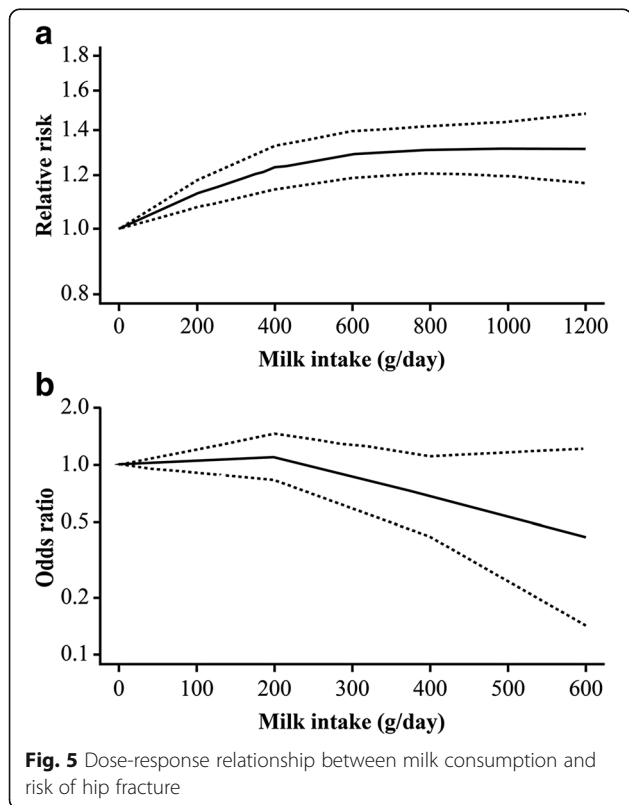 a
1.8
1.6
1.4
1.2
1.0
0.8
Relative risk
0 200 400 600 800 1000 1200
Milk intake (g/day)
b
2.0
1.0
0.5
0.2
0.1
Odds ratio
0 100 200 300 400 500 600
Milk intake (g/day)
Fig. 5 Dose-response relationship between milk consumption and
risk of hip fracture